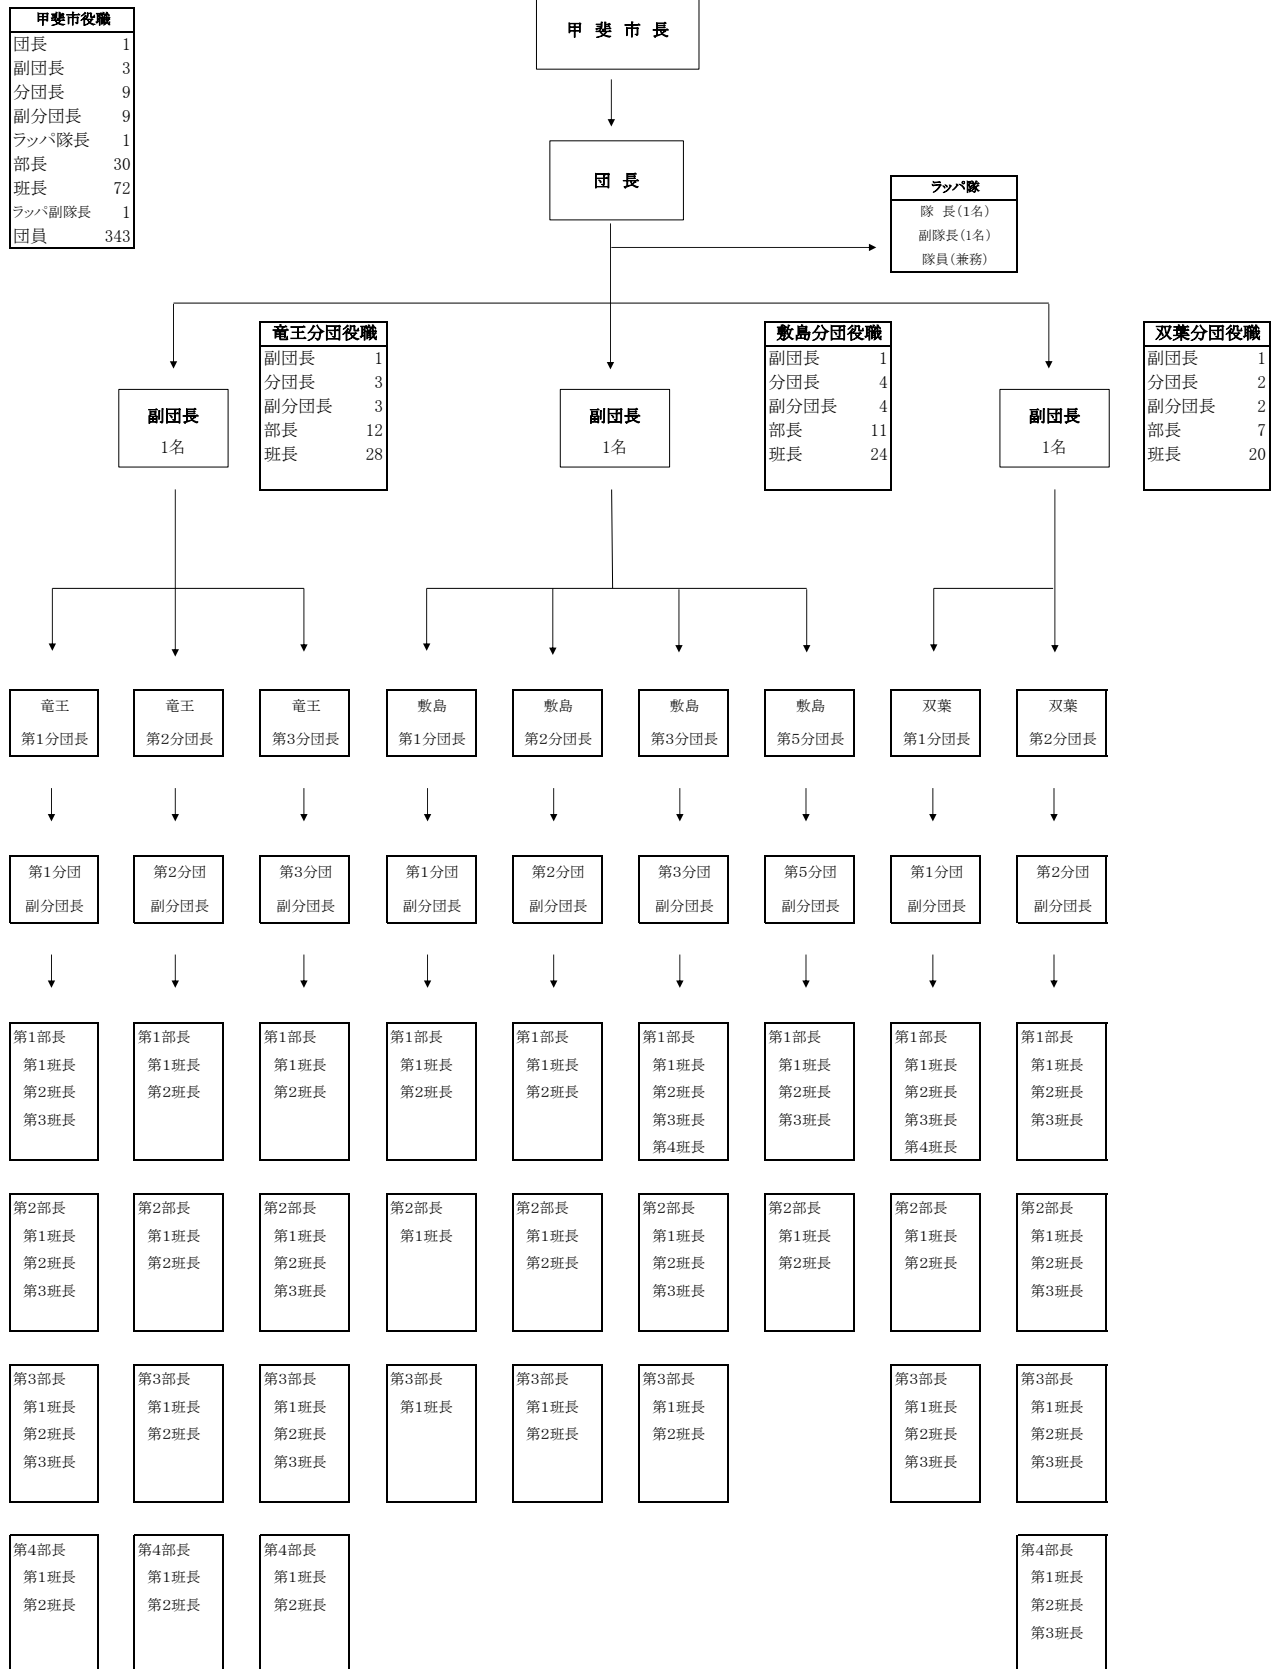 甲斐市役職
団長 1
副団長 3
分団長 9
副分団長 9
ラッパ隊長 1
部長 30
班長 72
ラッパ副隊長 1
団員 343
甲 斐 市 長
団 長
ラッパ隊
隊 長(1名)
副隊長(1名)
隊員(兼務)
竜王分団役職
副団長 1
分団長 3
副分団長 3
部長 12
班長 28
敷島分団役職
副団長 1
分団長 4
副分団長 4
部長 11
班長 24
双葉分団役職
副団長 1
分団長 2
副分団長 2
部長 7
班長 20
副団長
1名
副団長
1名
副団長
1名
竜王
第1分団長
竜王
第2分団長
竜王
第3分団長
敷島
第1分団長
敷島
第2分団長
敷島
第3分団長
敷島
第5分団長
双葉
第1分団長
双葉
第2分団長
第1分団
副分団長
第2分団
副分団長
第3分団
副分団長
第1分団
副分団長
第2分団
副分団長
第3分団
副分団長
第5分団
副分団長
第1分団
副分団長
第2分団
副分団長
第1部長
第1班長
第2班長
第3班長
第1部長
第1班長
第2班長
第1部長
第1班長
第2班長
第1部長
第1班長
第2班長
第1部長
第1班長
第2班長
第1部長
第1班長
第2班長
第3班長
第4班長
第1部長
第1班長
第2班長
第3班長
第1部長
第1班長
第2班長
第3班長
第4班長
第1部長
第1班長
第2班長
第3班長
第2部長
第1班長
第2班長
第3班長
第2部長
第1班長
第2班長
第2部長
第1班長
第2班長
第3班長
第2部長
第1班長
第2部長
第1班長
第2班長
第2部長
第1班長
第2班長
第3班長
第2部長
第1班長
第2班長
第2部長
第1班長
第2班長
第2部長
第1班長
第2班長
第3班長
第3部長
第1班長
第2班長
第3班長
第3部長
第1班長
第2班長
第3部長
第1班長
第2班長
第3班長
第3部長
第1班長
第3部長
第1班長
第2班長
第3部長
第1班長
第2班長
第3部長
第1班長
第2班長
第3班長
第3部長
第1班長
第2班長
第3班長
第4部長
第1班長
第2班長
第4部長
第1班長
第2班長
第4部長
第1班長
第2班長
第4部長
第1班長
第2班長
第3班長